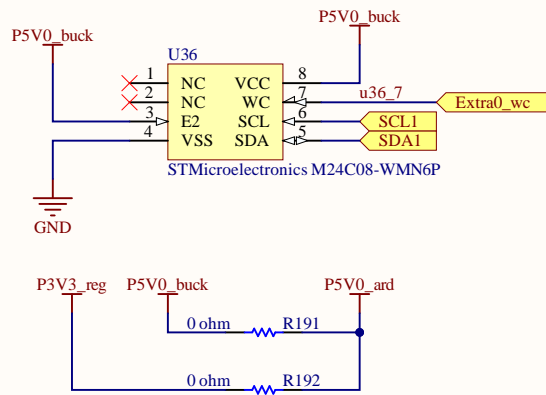 P5V0_buck
P5V0_buck
U36
1 NC VCC 8
2 NC WC 7 u36_7 Extra0_wc
3 E2 SCL 6 SCL1
4 VSS SDA 5 SDA1
STMicroelectronics M24C08-WMN6P
GND
P3V3_reg P5V0_buck P5V0_ard
0 ohm R191
0 ohm R192